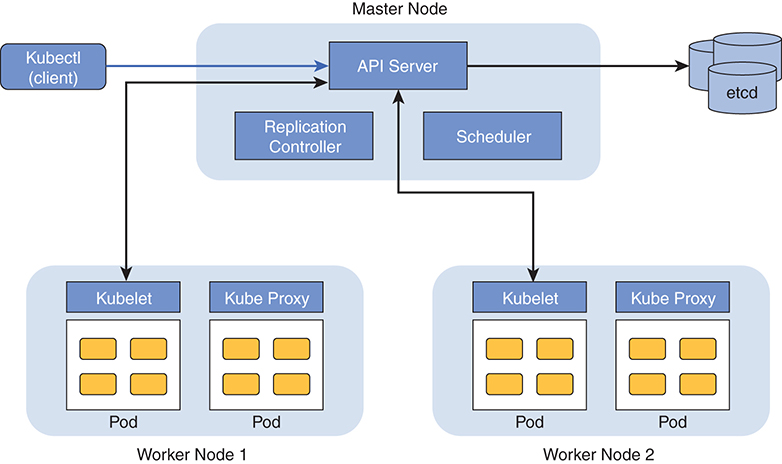 Master Node
Kubectl
(client)
API Server
etcd
Replication
Controller
Scheduler
Kubelet
Kube Proxy
Kubelet
Kube Proxy
Pod
Pod
Pod
Pod
Worker Node 1
Worker Node 2